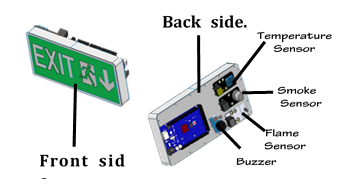 Back side.
Temperature
Sensor
EXIT
Smoke
Sensor
Flame
Sensor
Buzzer
Front sid